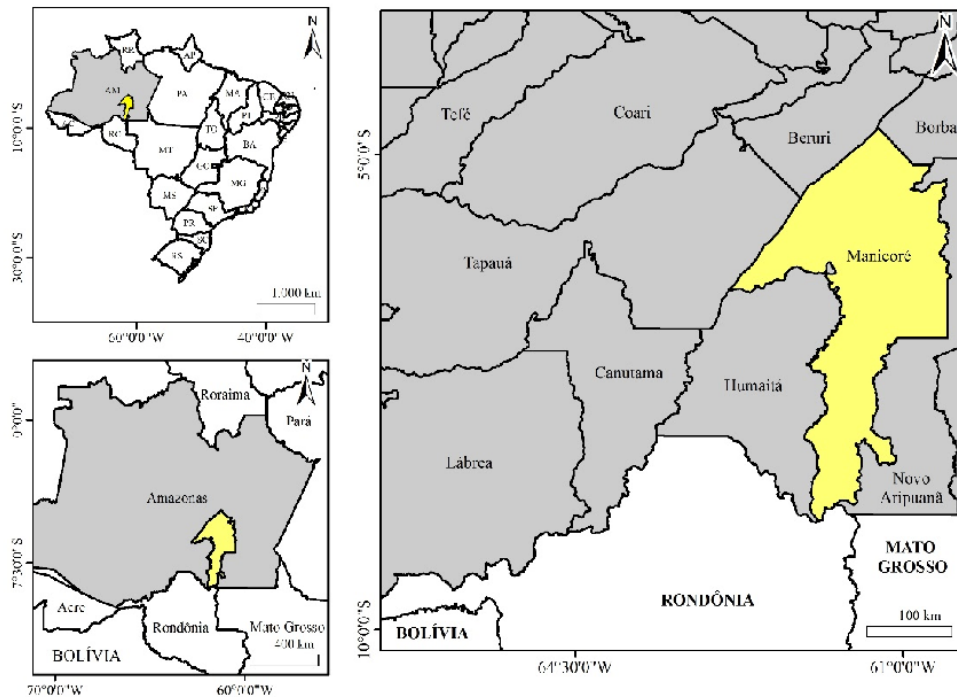 N
RR
AP
AM
PA
MA
CE
PI
AC
RO
TO
BA
MT
GO
MG
MS
SP
PR
SC
RS
10°0'0"S
30°0'0"S
1.000 km
60°0'0"W
40°0'0"W
N
Roraima
Pará
Amazonas
Acre
Rondônia
Mato Grosso
BOLÍVIA
400 km
0°0'0"
7°30'0"S
70°0'0"W
60°0'0"W
N
Tefé
Coari
Beruri
Borba
Tapauá
Manicoré
Canutama
Humaitá
Lábrea
Novo
Aripuanã
MATO
GROSSO
RONDÔNIA
BOLÍVIA
100 km
5°0'0"S
10°0'0"S
64°30'0"W
61°0'0"W